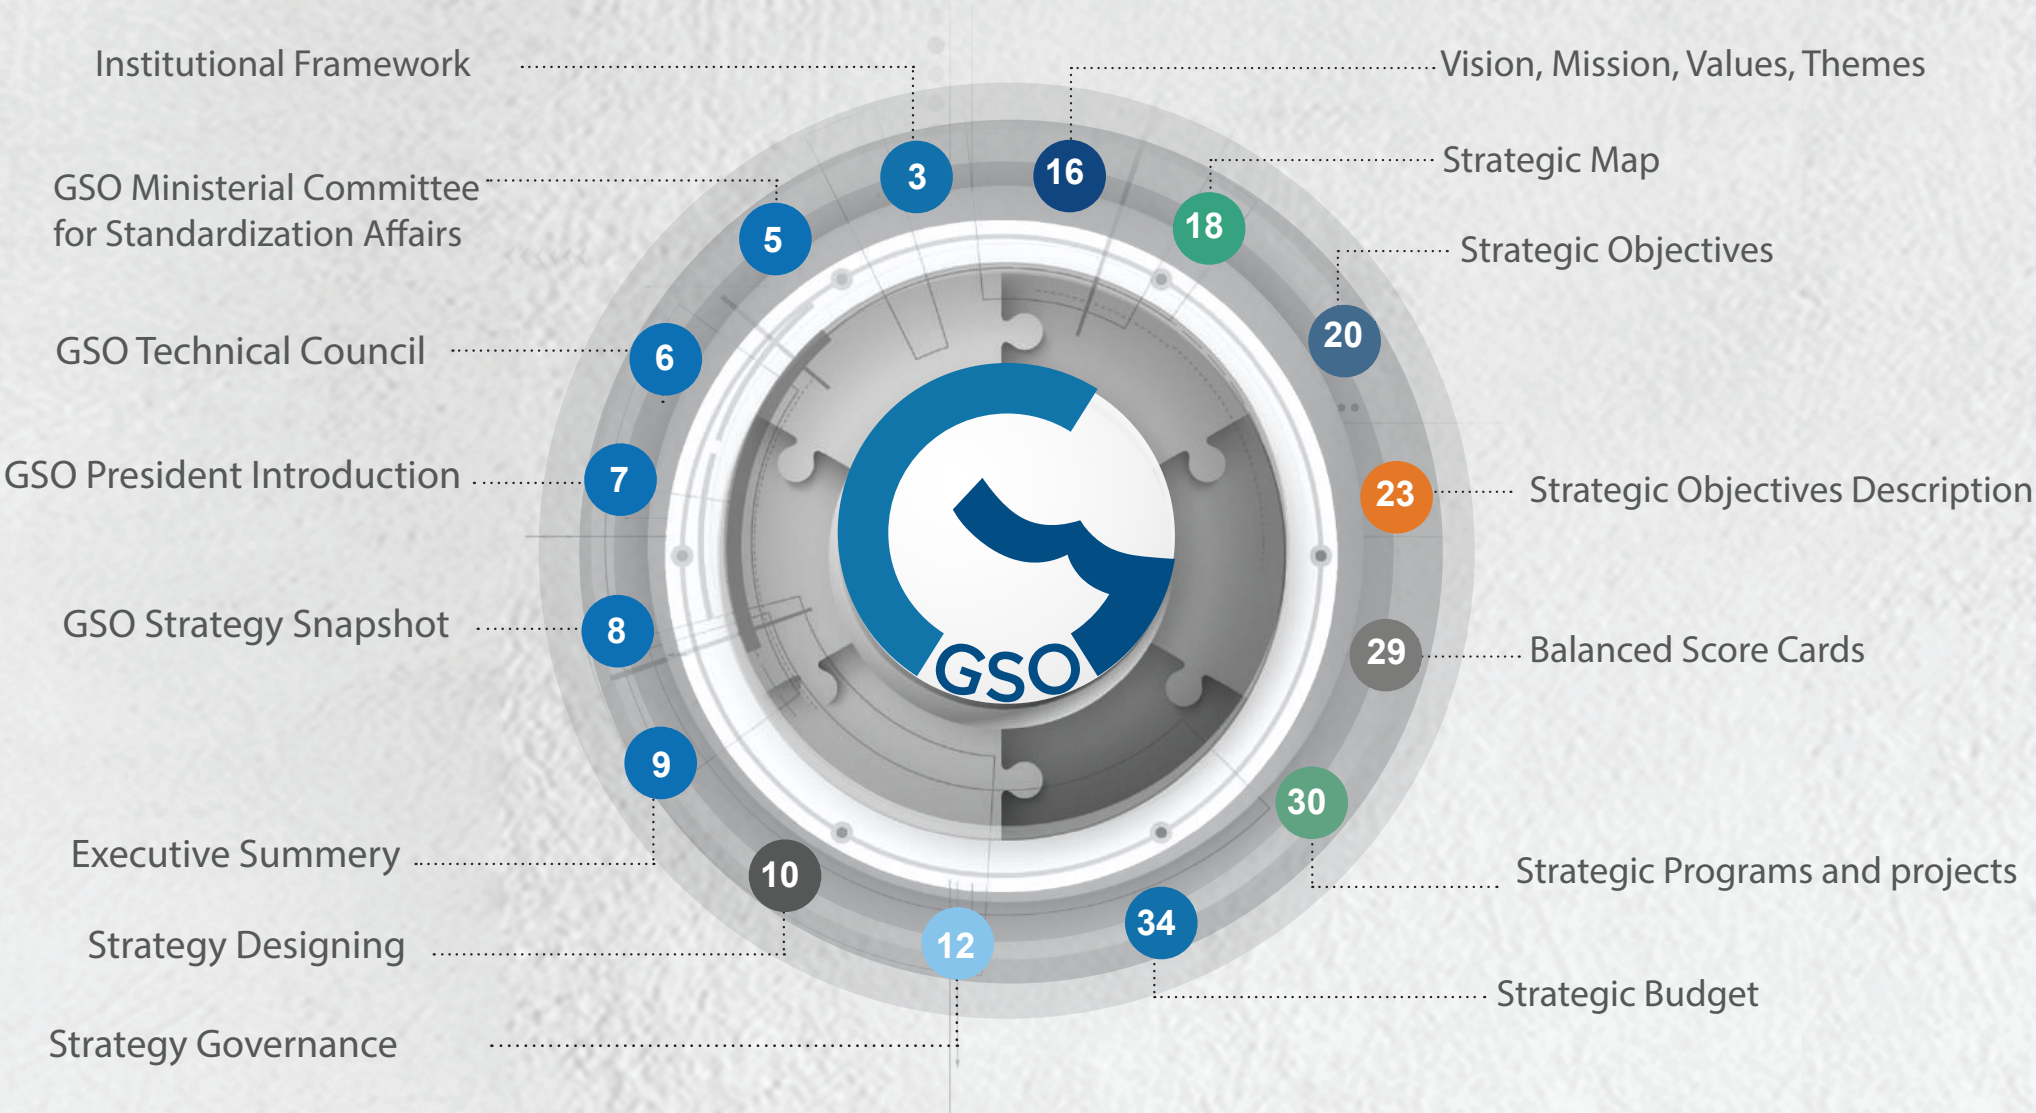 Institutional Framework
3
GSO Ministerial Committee
for Standardization Affairs
5
GSO Technical Council
6
GSO President Introduction
7
GSO Strategy Snapshot
8
Executive Summery
9
Strategy Designing
10
Strategy Governance
12
Vision, Mission, Values, Themes
16
Strategic Map
18
Strategic Objectives
20
Strategic Objectives Description
23
Balanced Score Cards
29
Strategic Programs and projects
30
Strategic Budget
34
GSO